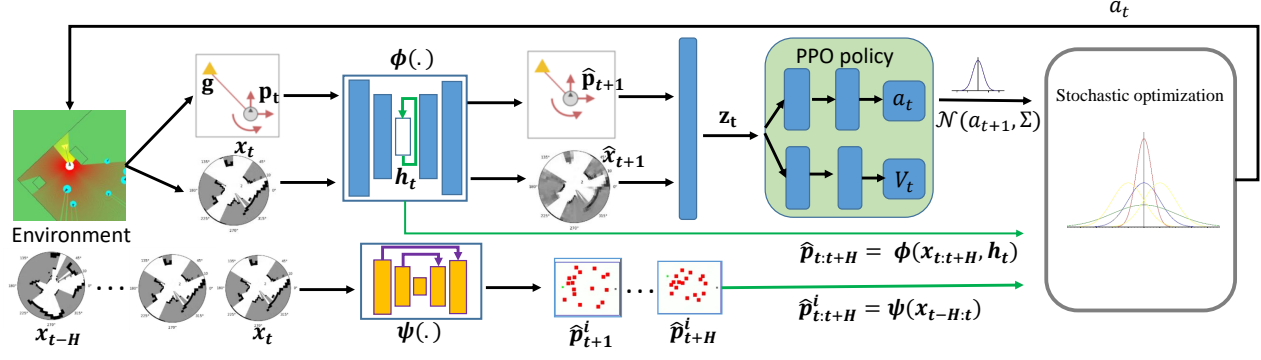 a_t
g
p_t
x_t
ϕ(.)
h_t
p̂_{t+1}
x̂_{t+1}
z_t
PPO policy
a_t
V_t
𝒩(a_{t+1}, Σ)
Stochastic optimization
Environment
p̂_{t:t+H} = ϕ(x_{t:t+H}, h_t)
x_{t−H}
...
x_t
ψ(.)
p̂^i_{t+1}
...
p̂^i_{t+H}
p̂^i_{t:t+H} = ψ(x_{t−H:t})